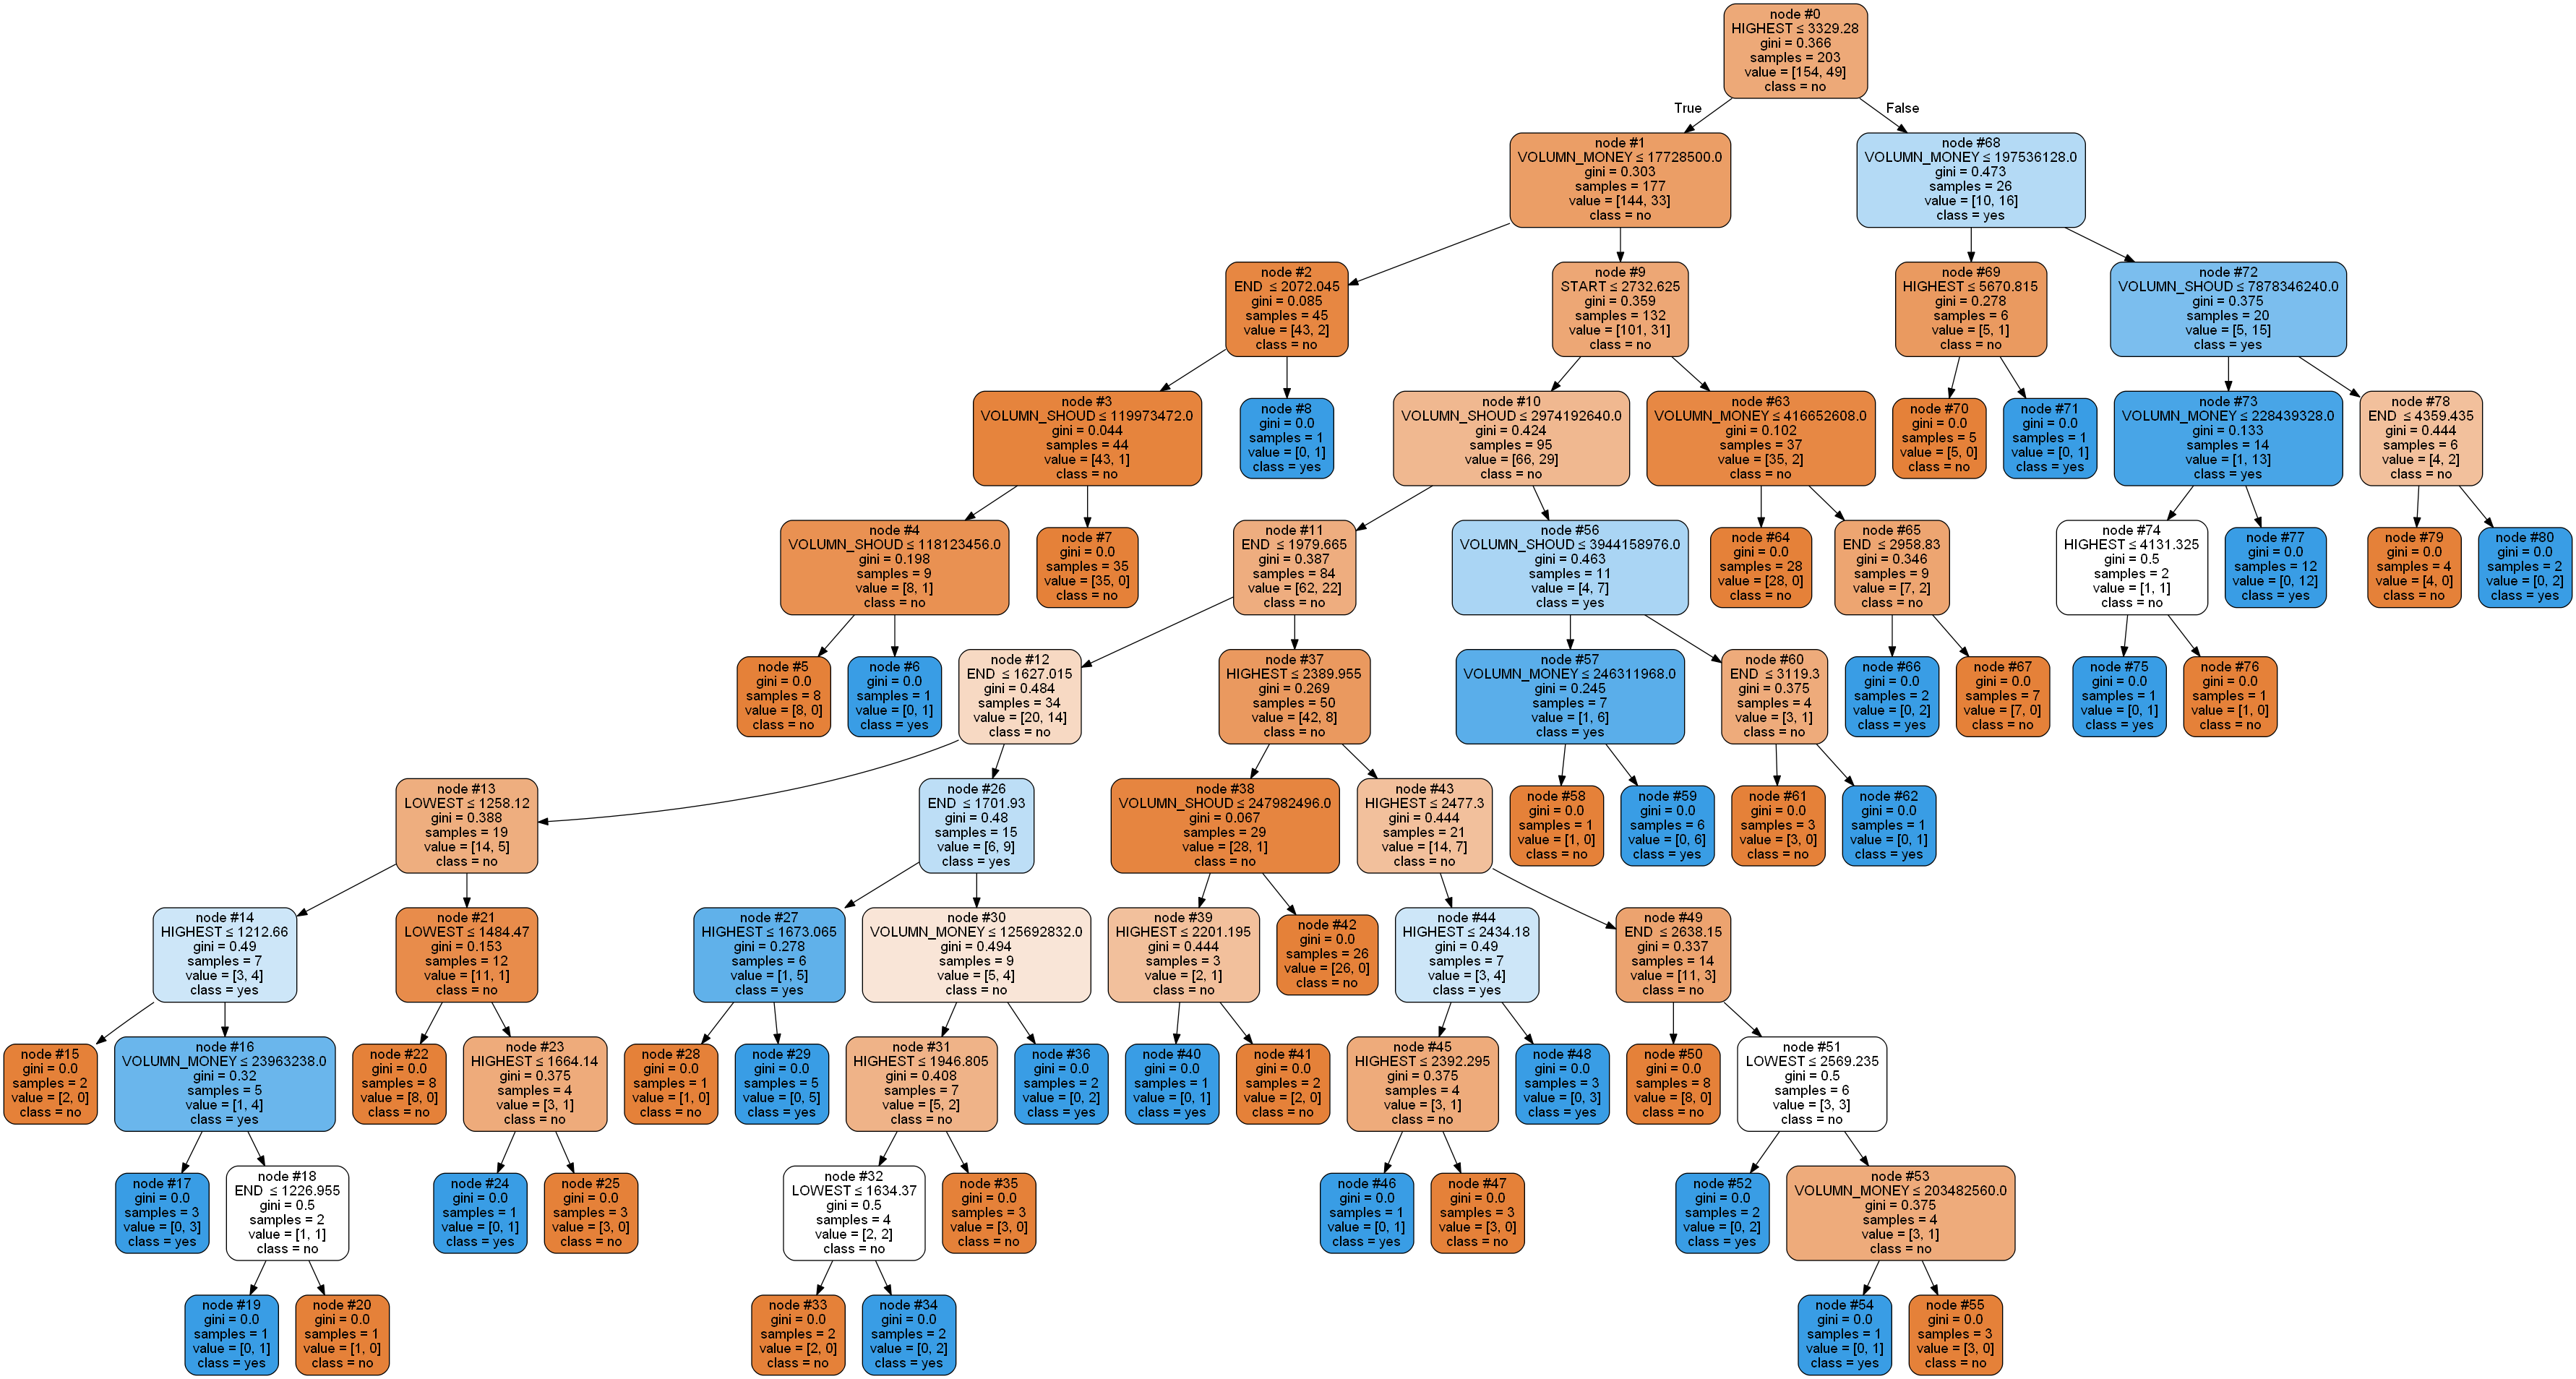 node #0
HIGHEST ≤ 3329.28
gini = 0.366
samples = 203
value = [154, 49]
class = no
True
False
node #1
VOLUMN_MONEY ≤ 17728500.0
gini = 0.303
samples = 177
value = [144, 33]
class = no
node #68
VOLUMN_MONEY ≤ 197536128.0
gini = 0.473
samples = 26
value = [10, 16]
class = yes
node #2
END ≤ 2072.045
gini = 0.085
samples = 45
value = [43, 2]
class = no
node #9
START ≤ 2732.625
gini = 0.359
samples = 132
value = [101, 31]
class = no
node #69
HIGHEST ≤ 5670.815
gini = 0.278
samples = 6
value = [5, 1]
class = no
node #72
VOLUMN_SHOUD ≤ 7878346240.0
gini = 0.375
samples = 20
value = [5, 15]
class = yes
node #3
VOLUMN_SHOUD ≤ 119973472.0
gini = 0.044
samples = 44
value = [43, 1]
class = no
node #8
gini = 0.0
samples = 1
value = [0, 1]
class = yes
node #10
VOLUMN_SHOUD ≤ 2974192640.0
gini = 0.424
samples = 95
value = [66, 29]
class = no
node #63
VOLUMN_MONEY ≤ 416652608.0
gini = 0.102
samples = 37
value = [35, 2]
class = no
node #70
gini = 0.0
samples = 5
value = [5, 0]
class = no
node #71
gini = 0.0
samples = 1
value = [0, 1]
class = yes
node #73
VOLUMN_MONEY ≤ 228439328.0
gini = 0.133
samples = 14
value = [1, 13]
class = yes
node #78
END ≤ 4359.435
gini = 0.444
samples = 6
value = [4, 2]
class = no
node #4
VOLUMN_SHOUD ≤ 118123456.0
gini = 0.198
samples = 9
value = [8, 1]
class = no
node #7
gini = 0.0
samples = 35
value = [35, 0]
class = no
node #11
END ≤ 1979.665
gini = 0.387
samples = 84
value = [62, 22]
class = no
node #56
VOLUMN_SHOUD ≤ 3944158976.0
gini = 0.463
samples = 11
value = [4, 7]
class = yes
node #64
gini = 0.0
samples = 28
value = [28, 0]
class = no
node #65
END ≤ 2958.83
gini = 0.346
samples = 9
value = [7, 2]
class = no
node #74
HIGHEST ≤ 4131.325
gini = 0.5
samples = 2
value = [1, 1]
class = no
node #77
gini = 0.0
samples = 12
value = [0, 12]
class = yes
node #79
gini = 0.0
samples = 4
value = [4, 0]
class = no
node #80
gini = 0.0
samples = 2
value = [0, 2]
class = yes
node #5
gini = 0.0
samples = 8
value = [8, 0]
class = no
node #6
gini = 0.0
samples = 1
value = [0, 1]
class = yes
node #12
END ≤ 1627.015
gini = 0.484
samples = 34
value = [20, 14]
class = no
node #37
HIGHEST ≤ 2389.955
gini = 0.269
samples = 50
value = [42, 8]
class = no
node #57
VOLUMN_MONEY ≤ 246311968.0
gini = 0.245
samples = 7
value = [1, 6]
class = yes
node #60
END ≤ 3119.3
gini = 0.375
samples = 4
value = [3, 1]
class = no
node #66
gini = 0.0
samples = 2
value = [0, 2]
class = yes
node #67
gini = 0.0
samples = 7
value = [7, 0]
class = no
node #75
gini = 0.0
samples = 1
value = [0, 1]
class = yes
node #76
gini = 0.0
samples = 1
value = [1, 0]
class = no
node #13
LOWEST ≤ 1258.12
gini = 0.388
samples = 19
value = [14, 5]
class = no
node #26
END ≤ 1701.93
gini = 0.48
samples = 15
value = [6, 9]
class = yes
node #38
VOLUMN_SHOUD ≤ 247982496.0
gini = 0.067
samples = 29
value = [28, 1]
class = no
node #43
HIGHEST ≤ 2477.3
gini = 0.444
samples = 21
value = [14, 7]
class = no
node #58
gini = 0.0
samples = 1
value = [1, 0]
class = no
node #59
gini = 0.0
samples = 6
value = [0, 6]
class = yes
node #61
gini = 0.0
samples = 3
value = [3, 0]
class = no
node #62
gini = 0.0
samples = 1
value = [0, 1]
class = yes
node #14
HIGHEST ≤ 1212.66
gini = 0.49
samples = 7
value = [3, 4]
class = yes
node #21
LOWEST ≤ 1484.47
gini = 0.153
samples = 12
value = [11, 1]
class = no
node #27
HIGHEST ≤ 1673.065
gini = 0.278
samples = 6
value = [1, 5]
class = yes
node #30
VOLUMN_MONEY ≤ 125692832.0
gini = 0.494
samples = 9
value = [5, 4]
class = no
node #39
HIGHEST ≤ 2201.195
gini = 0.444
samples = 3
value = [2, 1]
class = no
node #42
gini = 0.0
samples = 26
value = [26, 0]
class = no
node #44
HIGHEST ≤ 2434.18
gini = 0.49
samples = 7
value = [3, 4]
class = yes
node #49
END ≤ 2638.15
gini = 0.337
samples = 14
value = [11, 3]
class = no
node #15
gini = 0.0
samples = 2
value = [2, 0]
class = no
node #16
VOLUMN_MONEY ≤ 23963238.0
gini = 0.32
samples = 5
value = [1, 4]
class = yes
node #22
gini = 0.0
samples = 8
value = [8, 0]
class = no
node #23
HIGHEST ≤ 1664.14
gini = 0.375
samples = 4
value = [3, 1]
class = no
node #28
gini = 0.0
samples = 1
value = [1, 0]
class = no
node #29
gini = 0.0
samples = 5
value = [0, 5]
class = yes
node #31
HIGHEST ≤ 1946.805
gini = 0.408
samples = 7
value = [5, 2]
class = no
node #36
gini = 0.0
samples = 2
value = [0, 2]
class = yes
node #40
gini = 0.0
samples = 1
value = [0, 1]
class = yes
node #41
gini = 0.0
samples = 2
value = [2, 0]
class = no
node #45
HIGHEST ≤ 2392.295
gini = 0.375
samples = 4
value = [3, 1]
class = no
node #48
gini = 0.0
samples = 3
value = [0, 3]
class = yes
node #50
gini = 0.0
samples = 8
value = [8, 0]
class = no
node #51
LOWEST ≤ 2569.235
gini = 0.5
samples = 6
value = [3, 3]
class = no
node #17
gini = 0.0
samples = 3
value = [0, 3]
class = yes
node #18
END ≤ 1226.955
gini = 0.5
samples = 2
value = [1, 1]
class = no
node #24
gini = 0.0
samples = 1
value = [0, 1]
class = yes
node #25
gini = 0.0
samples = 3
value = [3, 0]
class = no
node #32
LOWEST ≤ 1634.37
gini = 0.5
samples = 4
value = [2, 2]
class = no
node #35
gini = 0.0
samples = 3
value = [3, 0]
class = no
node #46
gini = 0.0
samples = 1
value = [0, 1]
class = yes
node #47
gini = 0.0
samples = 3
value = [3, 0]
class = no
node #52
gini = 0.0
samples = 2
value = [0, 2]
class = yes
node #53
VOLUMN_MONEY ≤ 203482560.0
gini = 0.375
samples = 4
value = [3, 1]
class = no
node #19
gini = 0.0
samples = 1
value = [0, 1]
class = yes
node #20
gini = 0.0
samples = 1
value = [1, 0]
class = no
node #33
gini = 0.0
samples = 2
value = [2, 0]
class = no
node #34
gini = 0.0
samples = 2
value = [0, 2]
class = yes
node #54
gini = 0.0
samples = 1
value = [0, 1]
class = yes
node #55
gini = 0.0
samples = 3
value = [3, 0]
class = no